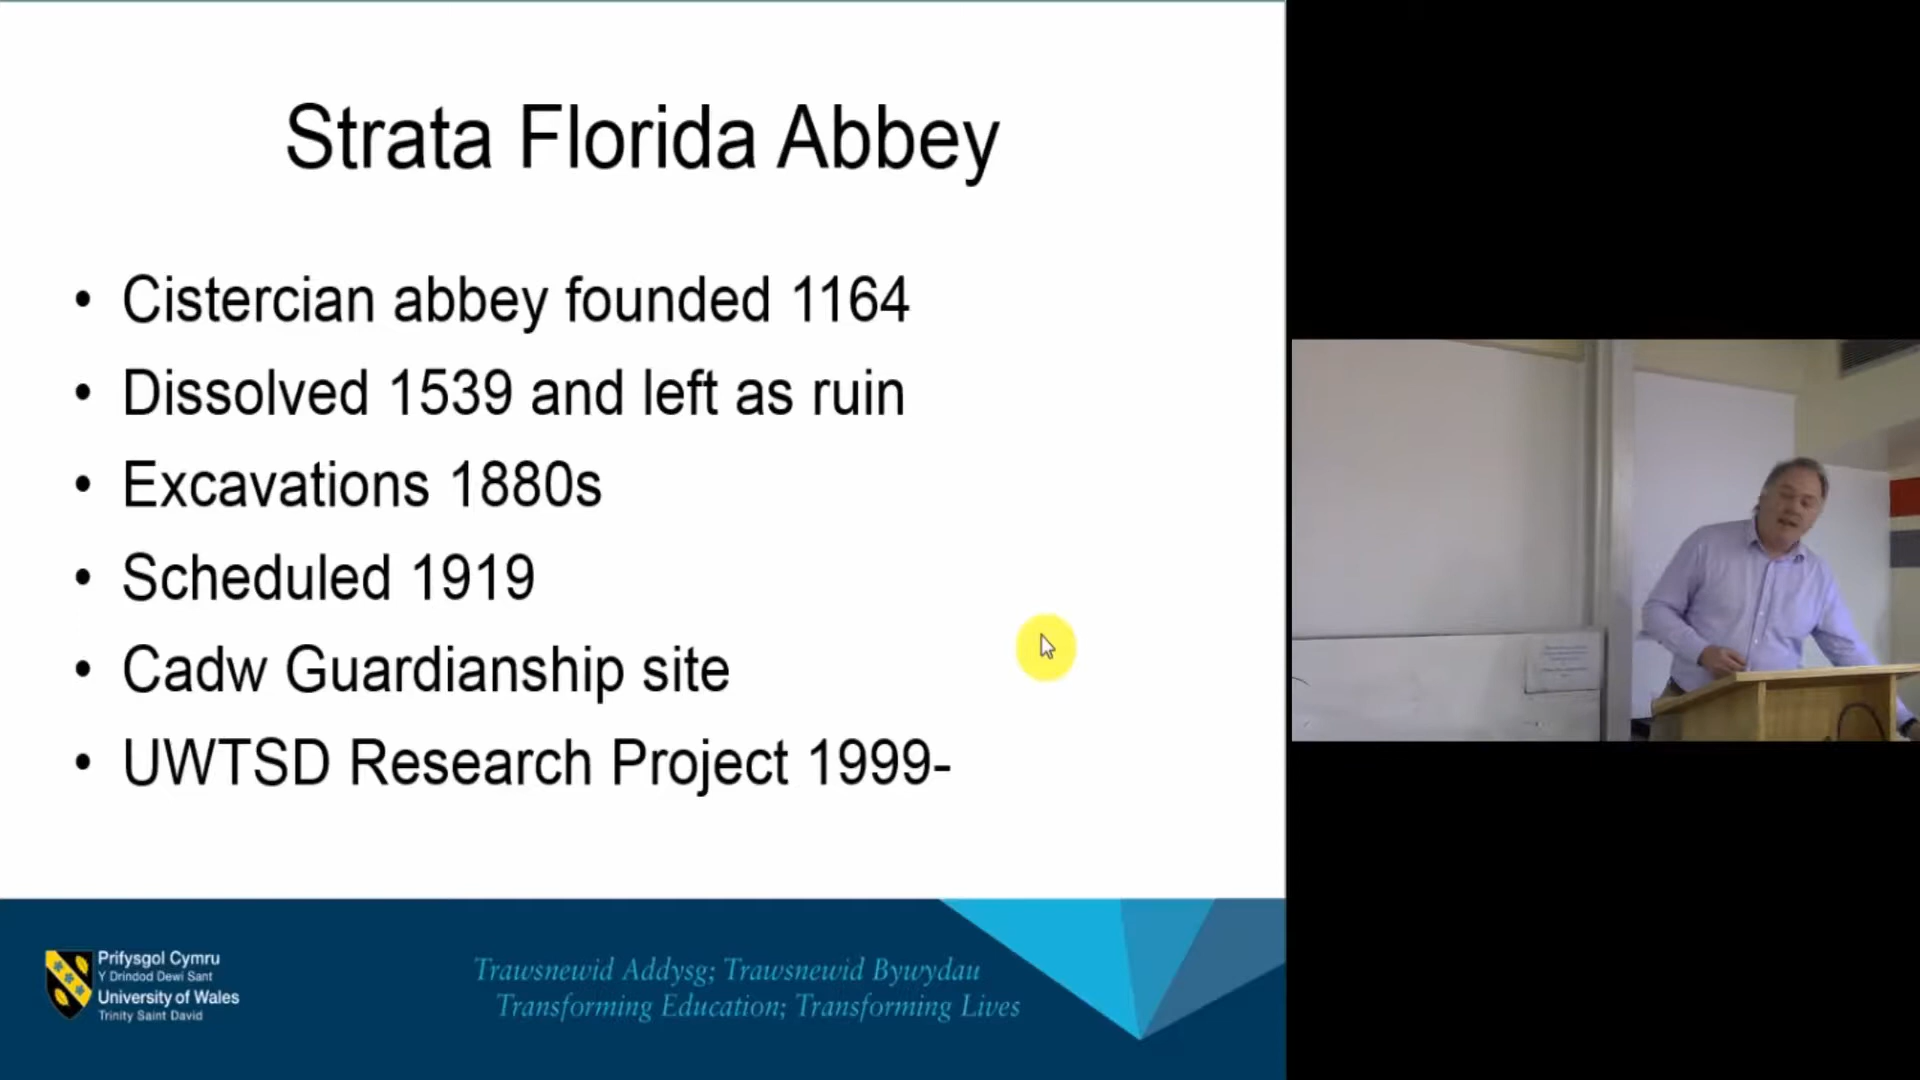 Strata Florida Abbey
• Cistercian abbey founded 1164
• Dissolved 1539 and left as ruin
• Excavations 1880s
• Scheduled 1919
• Cadw Guardianship site
• UWTSD Research Project 1999-
Prifysgol Cymru
Y Drindod Dewi Sant
University of Wales
Trinity Saint David
Trawsnewid Addysg; Trawsnewid Bywydau
Transforming Education; Transforming Lives